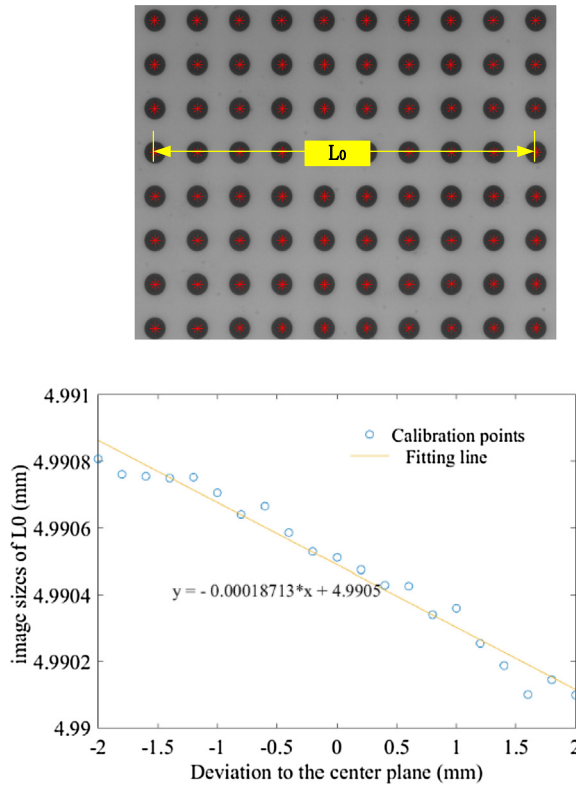 L₀
4.991
4.9908
4.9906
4.9904
4.9902
4.99
image sizes of L0 (mm)
Calibration points
Fitting line
y = - 0.00018713*x + 4.9905
-2 -1.5 -1 -0.5 0 0.5 1 1.5 2
Deviation to the center plane (mm)